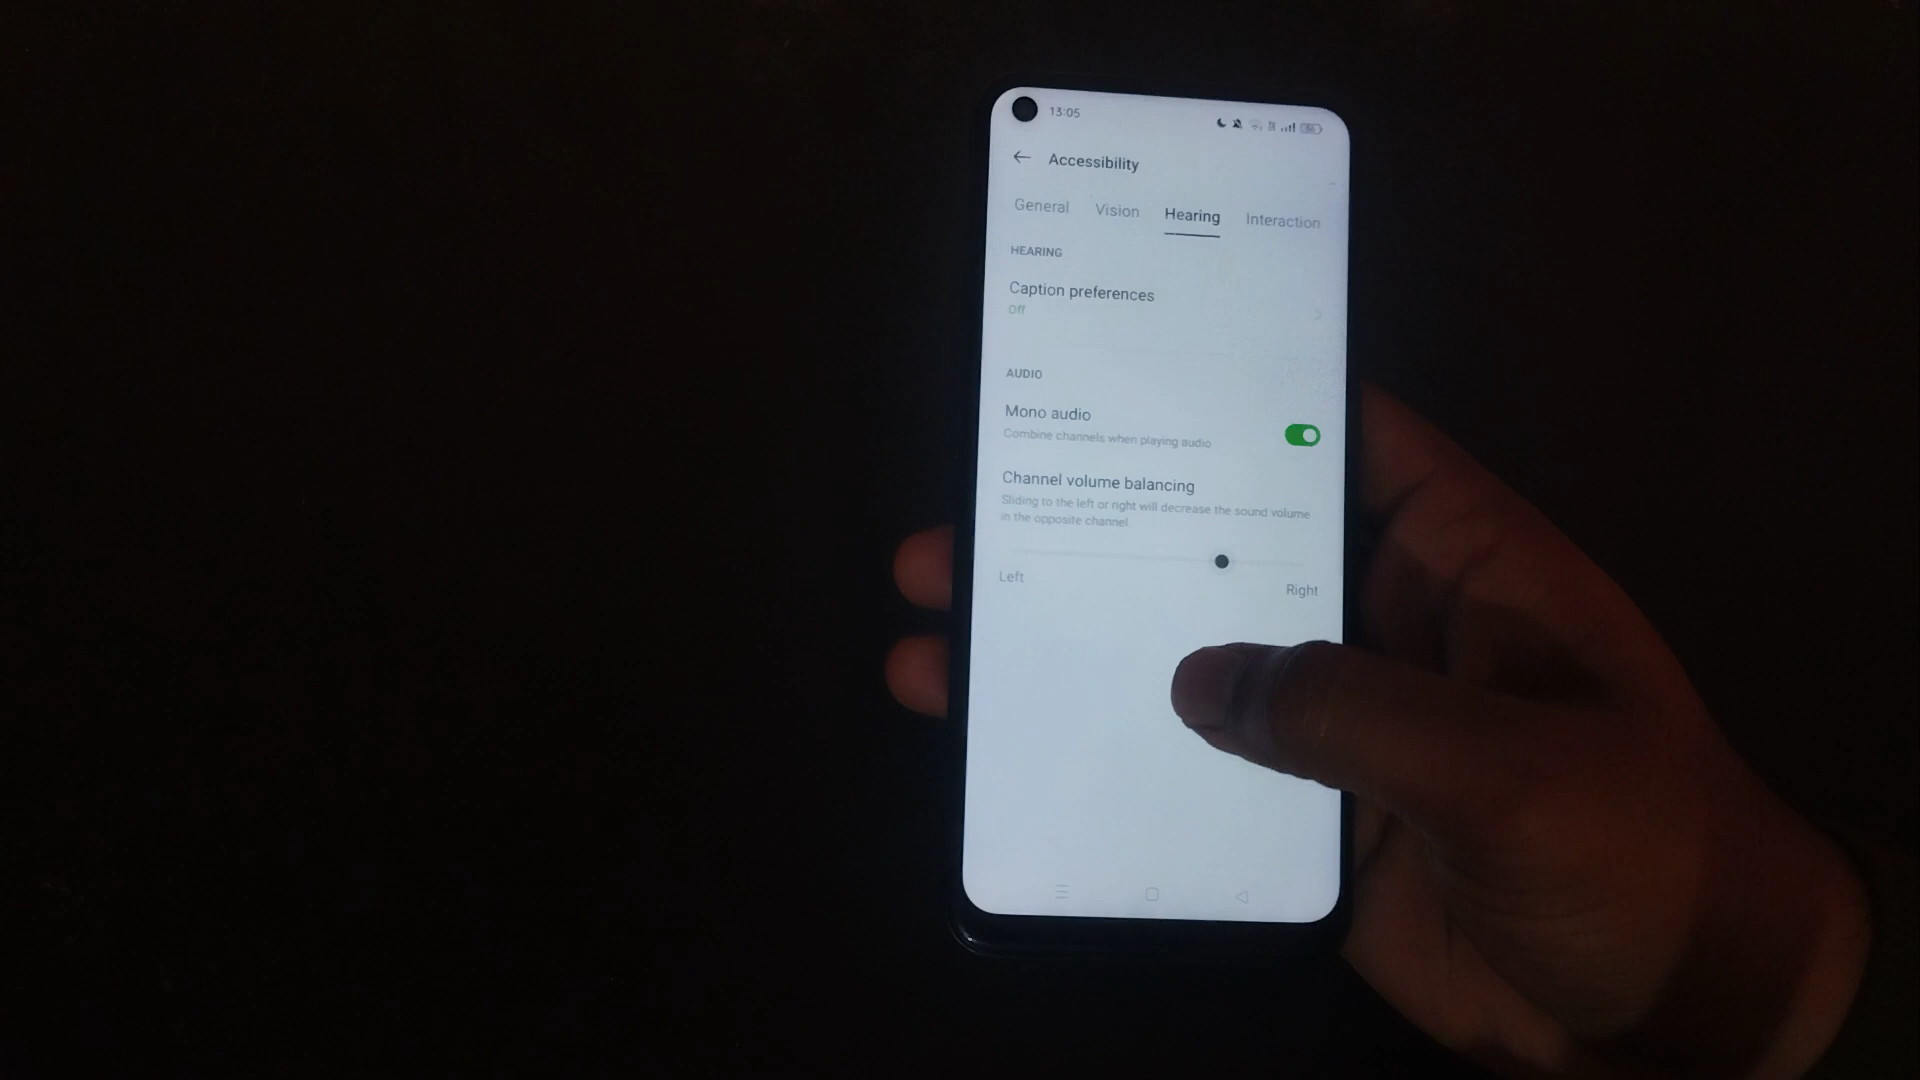 13:05
Accessibility
General Vision Hearing Interaction
HEARING
Caption preferences
Off
AUDIO
Mono audio
Combine channels when playing audio
Channel volume balancing
Sliding to the left or right will decrease the sound volume
in the opposite channel.
Left
Right